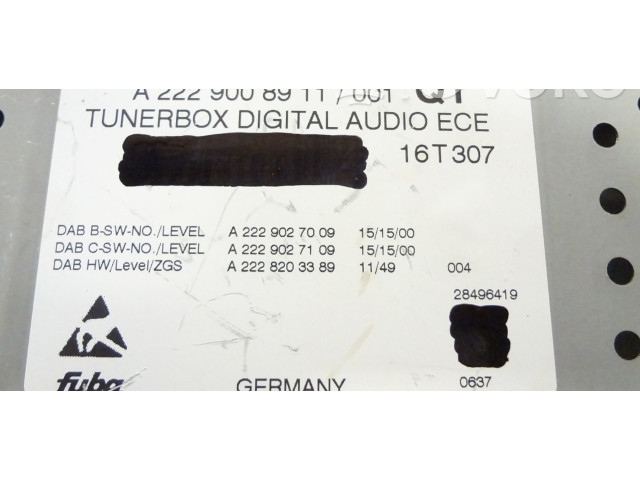 A 222 900 89 11 / 001 Q1
TUNERBOX DIGITAL AUDIO ECE
16T307
DAB B-SW-NO./LEVEL A 222 902 70 09 15/15/00
DAB C-SW-NO./LEVEL A 222 902 71 09 15/15/00
DAB HW/Level/ZGS A 222 820 33 89 11/49 004
28496419
fuba GERMANY 0637